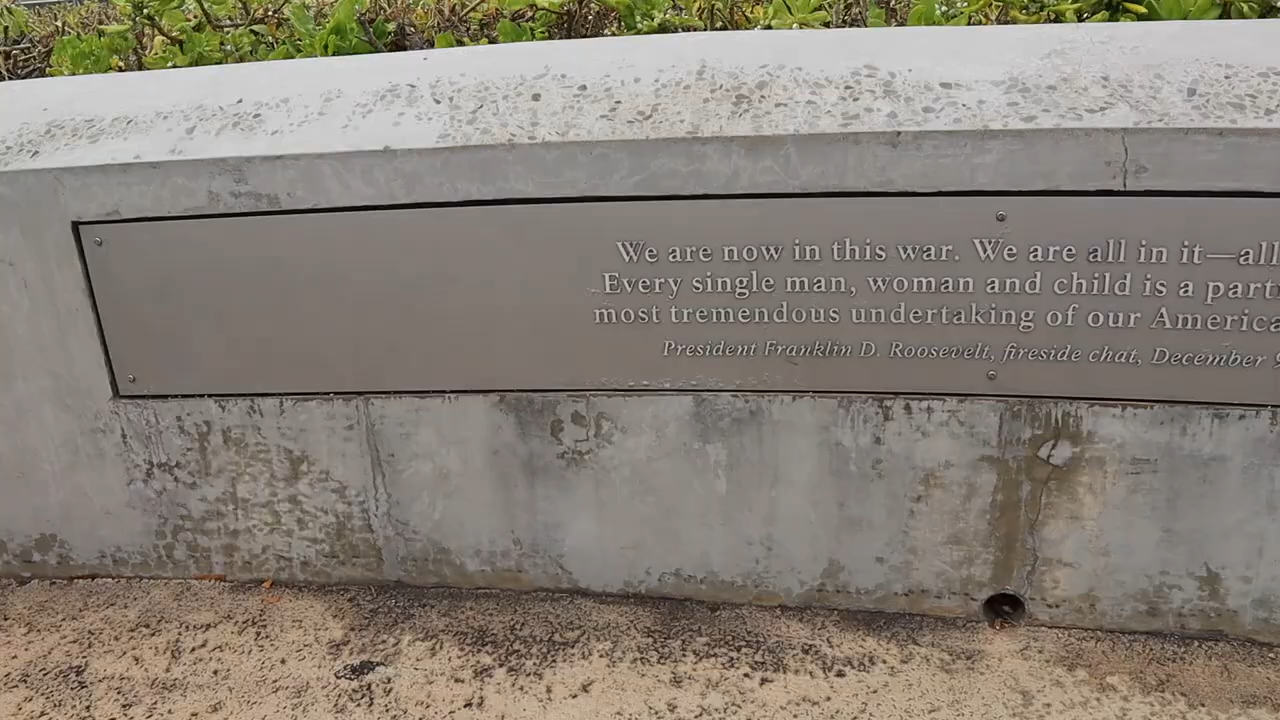 We are now in this war. We are all in it—all
Every single man, woman and child is a part
most tremendous undertaking of our America
President Franklin D. Roosevelt, fireside chat, December 9